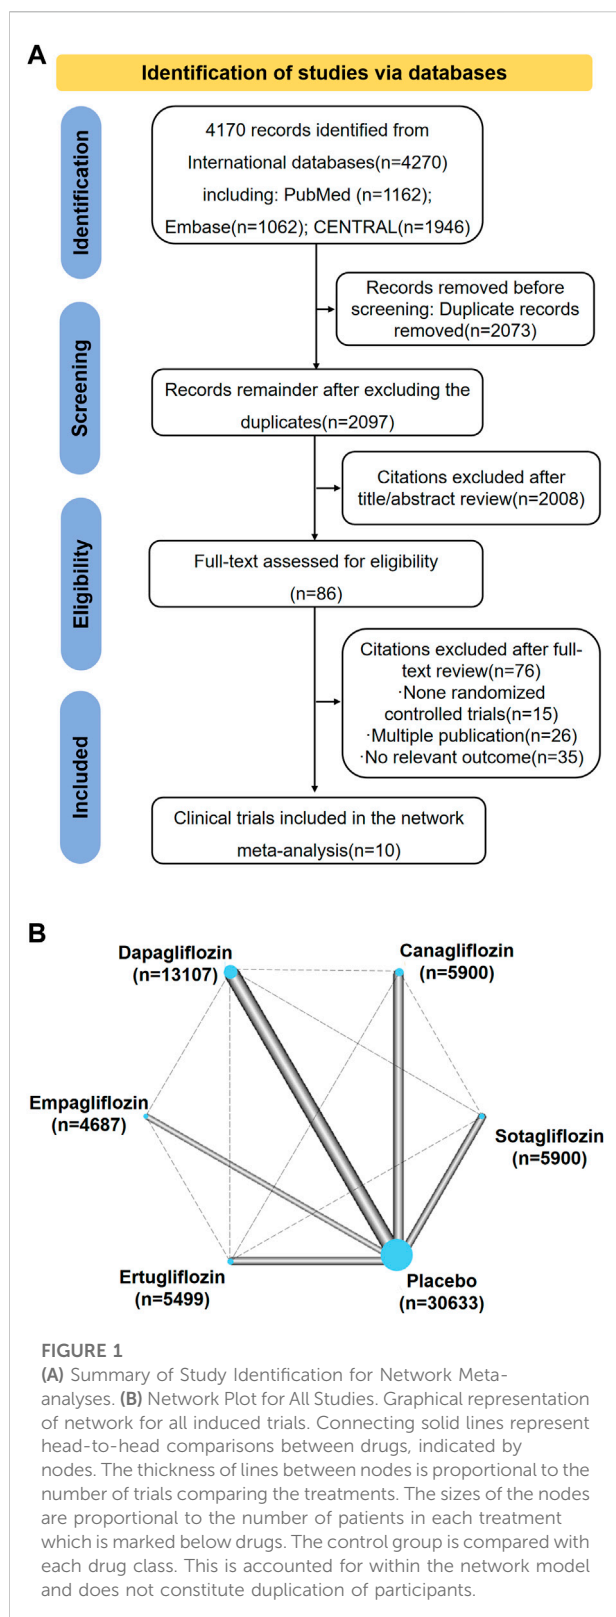 A
Identification of studies via databases
Identification
4170 records identified from
International databases(n=4270)
including: PubMed (n=1162);
Embase(n=1062); CENTRAL(n=1946)
Records removed before
screening: Duplicate records
removed(n=2073)
Screening
Records remainder after excluding the
duplicates(n=2097)
Citations excluded after
title/abstract review(n=2008)
Eligibility
Full-text assessed for eligibility
(n=86)
Citations excluded after full-
text review(n=76)
·None randomized
controlled trials(n=15)
·Multiple publication(n=26)
·No relevant outcome(n=35)
Included
Clinical trials included in the network
meta-analysis(n=10)
B
Dapagliflozin
(n=13107)
Canagliflozin
(n=5900)
Empagliflozin
(n=4687)
Sotagliflozin
(n=5900)
Ertugliflozin
(n=5499)
Placebo
(n=30633)
FIGURE 1
(A) Summary of Study Identification for Network Meta-
analyses. (B) Network Plot for All Studies. Graphical representation
of network for all induced trials. Connecting solid lines represent
head-to-head comparisons between drugs, indicated by
nodes. The thickness of lines between nodes is proportional to the
number of trials comparing the treatments. The sizes of the nodes
are proportional to the number of patients in each treatment
which is marked below drugs. The control group is compared with
each drug class. This is accounted for within the network model
and does not constitute duplication of participants.